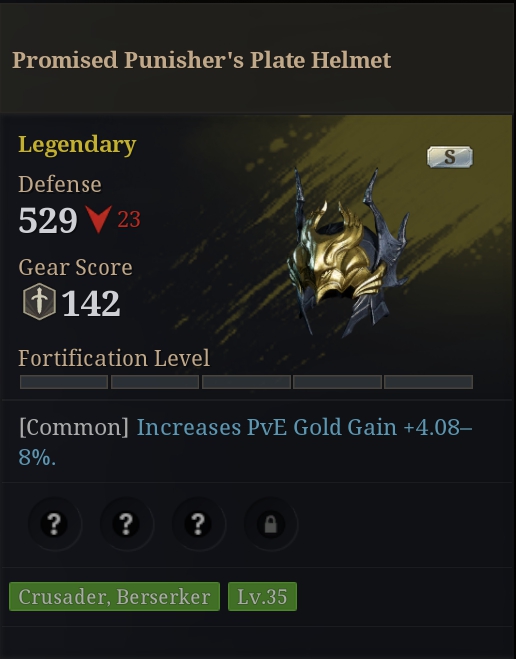 Promised Punisher's Plate Helmet
Legendary
S
Defense
529 23
Gear Score
142
Fortification Level
[Common] Increases PvE Gold Gain +4.08–
8%.
? ? ?
Crusader, Berserker Lv.35